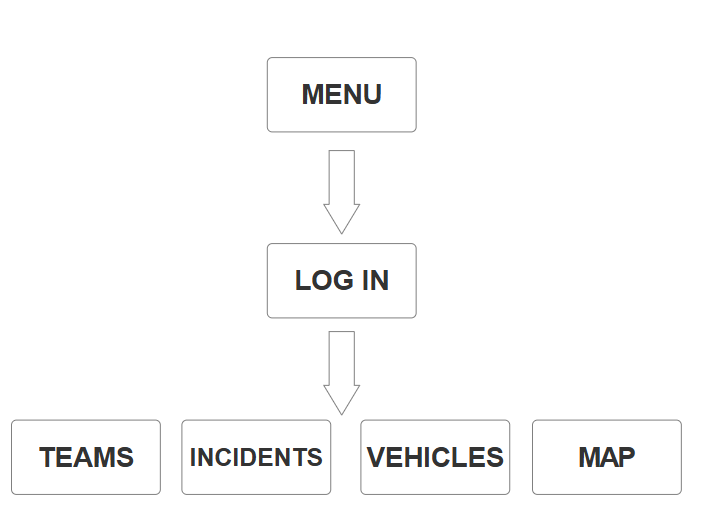 MENU
LOG IN
TEAMS
INCIDENTS
VEHICLES
MAP